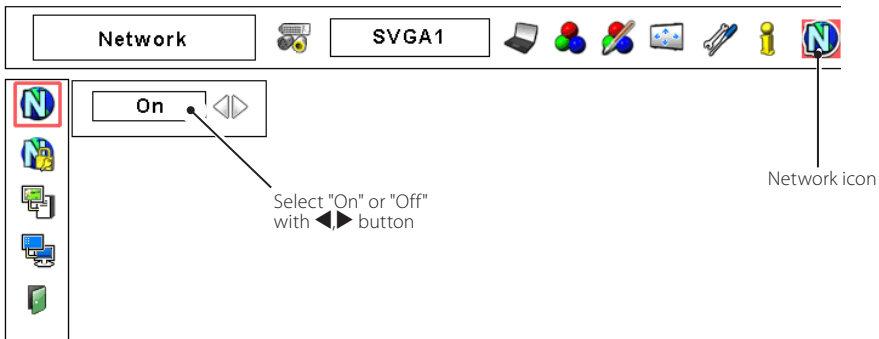 Network
SVGA1
On
Select "On" or "Off"
with ◀,▶ button
Network icon